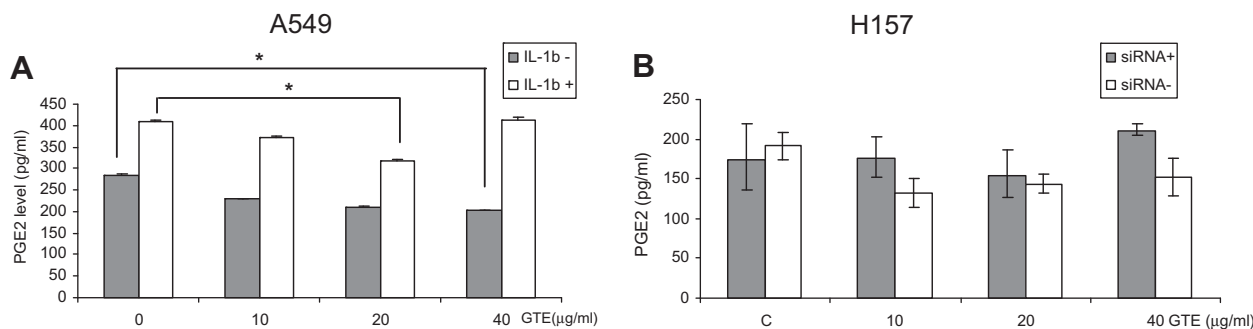 A549
A
IL-1b -
IL-1b +
*
*
PGE2 level (pg/ml)
450
400
350
300
250
200
150
100
50
0
0 10 20 40 GTE(µg/ml)
H157
B
siRNA+
siRNA-
PGE2 (pg/ml)
250
200
150
100
50
0
C 10 20 40 GTE (µg/ml)